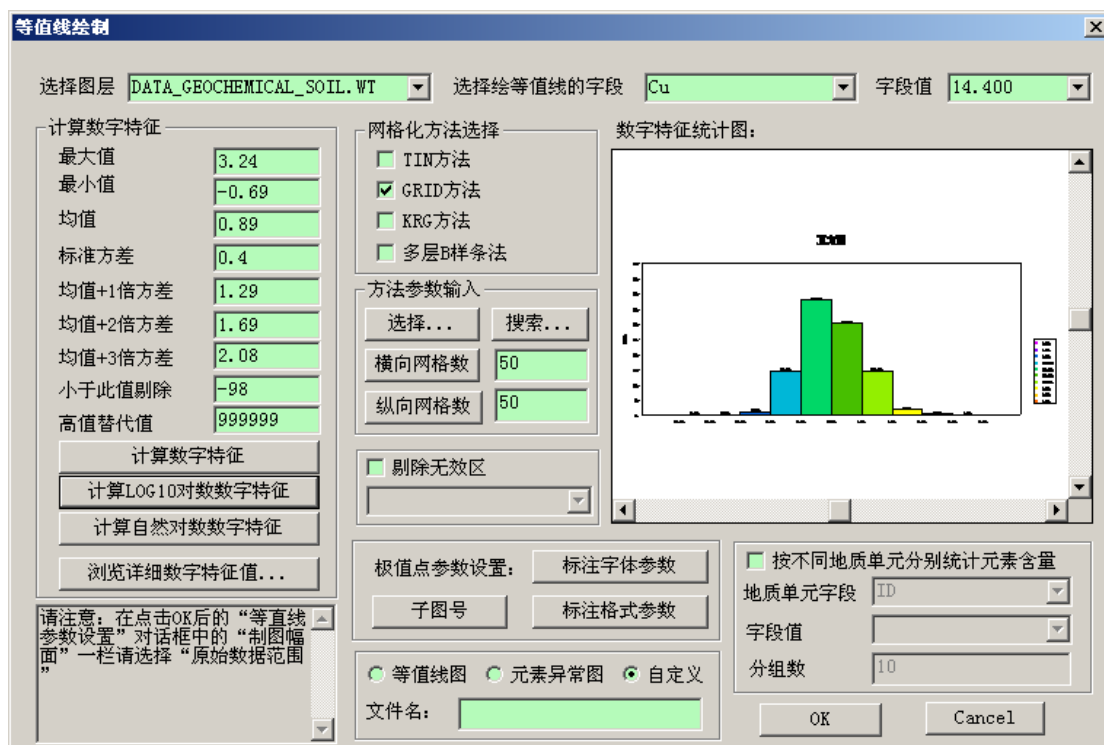 等值线绘制
选择图层 DATA_GEOCHEMICAL_SOIL.WT 选择绘等值线的字段 Cu 字段值 14.400
计算数字特征
最大值 3.24
最小值 -0.69
均值 0.89
标准方差 0.4
均值+1倍方差 1.29
均值+2倍方差 1.69
均值+3倍方差 2.08
小于此值剔除 -98
高值替代值 999999
计算数字特征
计算LOG10对数数字特征
计算自然对数数字特征
浏览详细数字特征值...
请注意：在点击OK后的“等直线
参数设置”对话框中的“制图幅
面”一栏请选择“原始数据范围
”
网格化方法选择
TIN方法
GRID方法
KRG方法
多层B样条法
方法参数输入
选择... 搜索...
横向网格数 50
纵向网格数 50
剔除无效区
数字特征统计图：
极值点参数设置： 标注字体参数
子图号 标注格式参数
等值线图 元素异常图 自定义
文件名：
按不同地质单元分别统计元素含量
地质单元字段 ID
字段值
分组数 10
OK Cancel